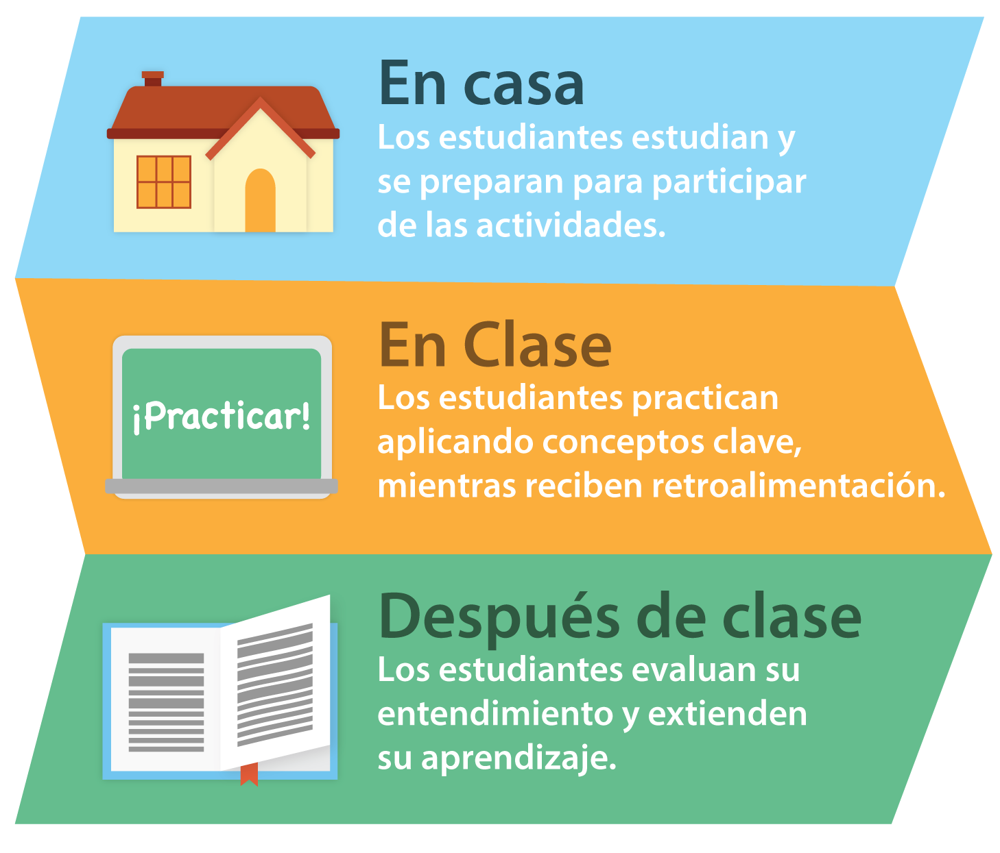 En casa
Los estudiantes estudian y
se preparan para participar
de las actividades.
¡Practicar!
En Clase
Los estudiantes practican
aplicando conceptos clave,
mientras reciben retroalimentación.
Después de clase
Los estudiantes evaluan su
entendimiento y extienden
su aprendizaje.